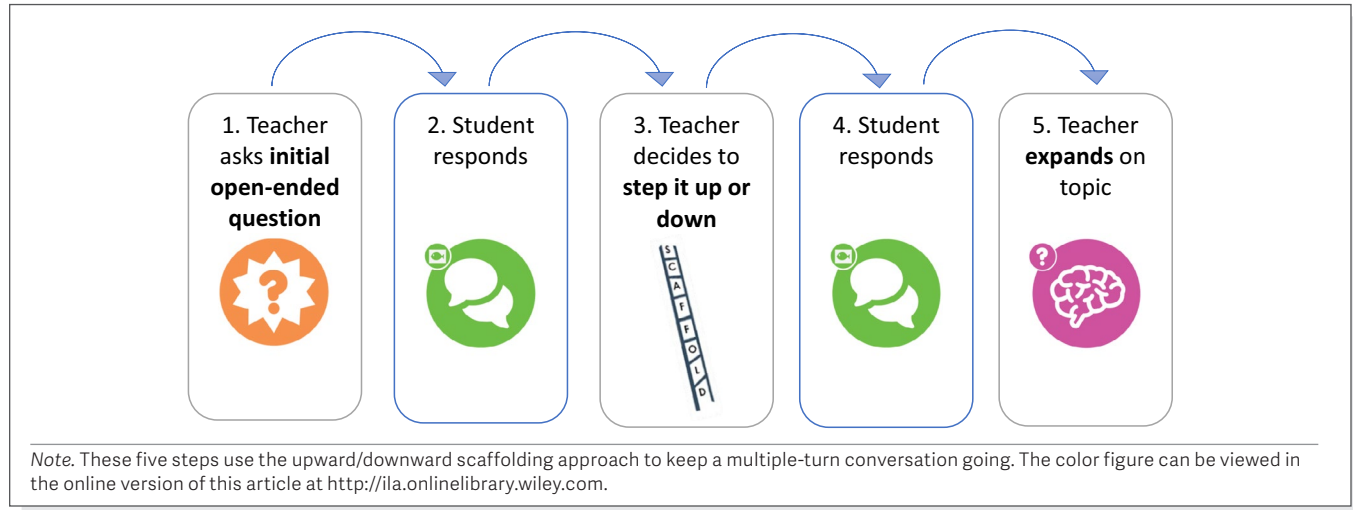 1. Teacher
asks initial
open-ended
question
?
2. Student
responds
3. Teacher
decides to
step it up or
down
S
C
A
F
F
O
L
D
4. Student
responds
5. Teacher
expands on
topic
?
Note. These five steps use the upward/downward scaffolding approach to keep a multiple-turn conversation going. The color figure can be viewed in
the online version of this article at http://ila.onlinelibrary.wiley.com.